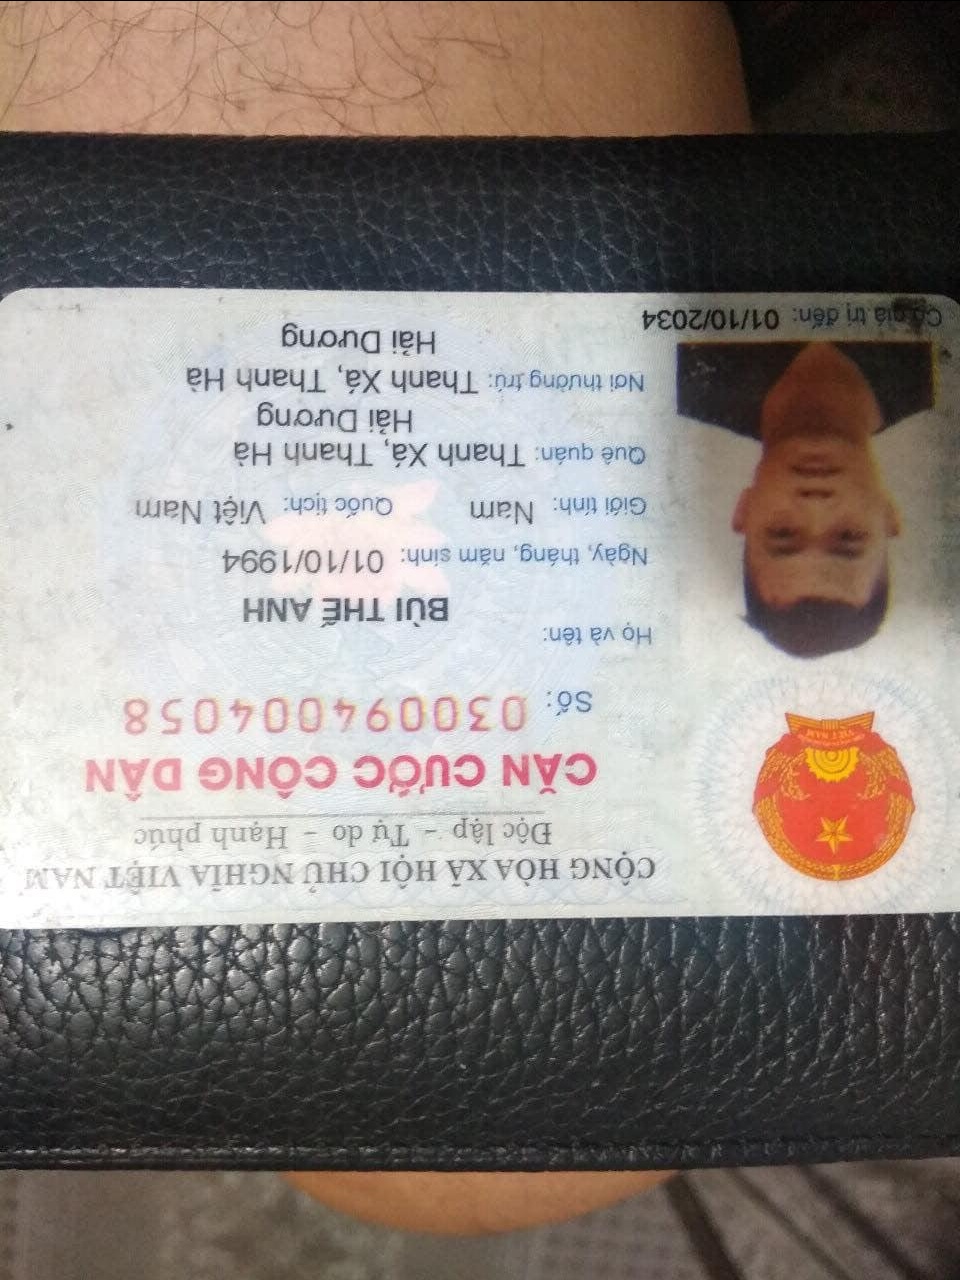 CỘNG HÒA XÃ HỘI CHỦ NGHĨA VIỆT NAM
Độc lập - Tự do - Hạnh phúc
CĂN CƯỚC CÔNG DÂN
Số: 030094004058
Họ và tên:
BÙI THẾ ANH
Ngày, tháng, năm sinh: 01/10/1994
Giới tính: Nam Quốc tịch: Việt Nam
Quê quán: Thanh Xá, Thanh Hà
Hải Dương
Nơi thường trú: Thanh Xá, Thanh Hà
Hải Dương
Có giá trị đến: 01/10/2034
VIỆT NAM